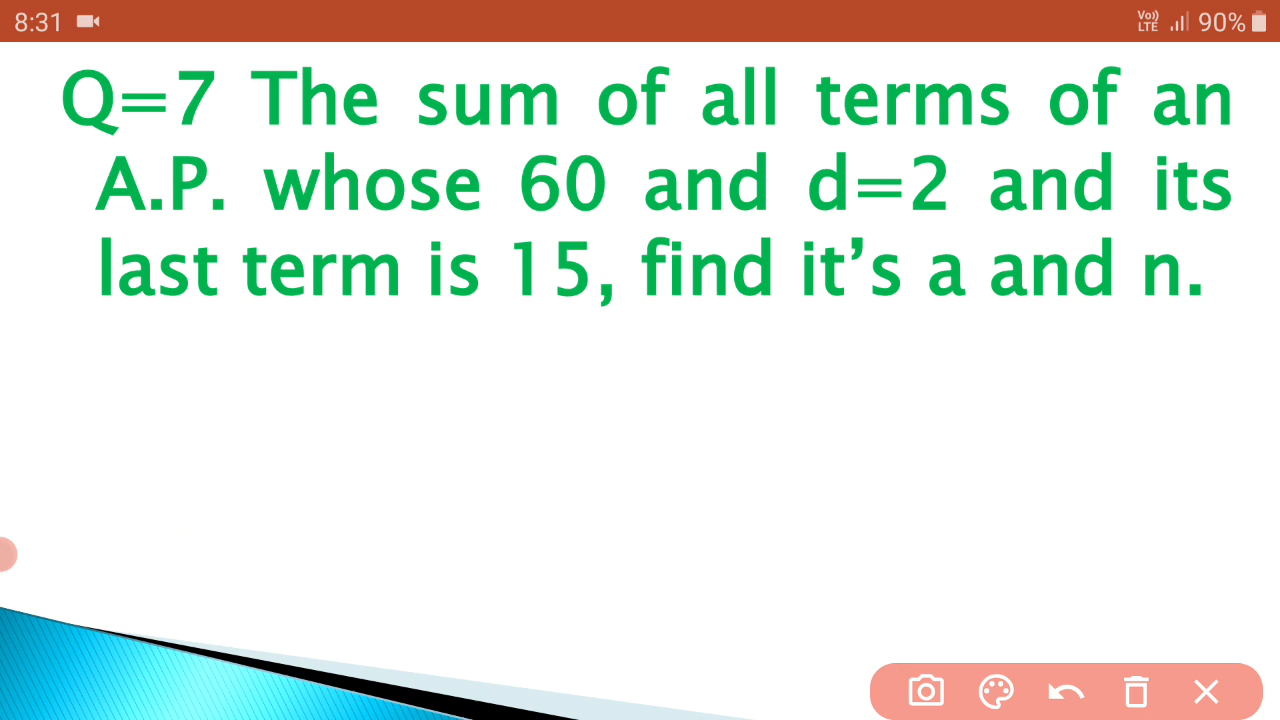 8:31 Vo)) LTE 90%
Q=7 The sum of all terms of an
A.P. whose 60 and d=2 and its
last term is 15, find it’s a and n.